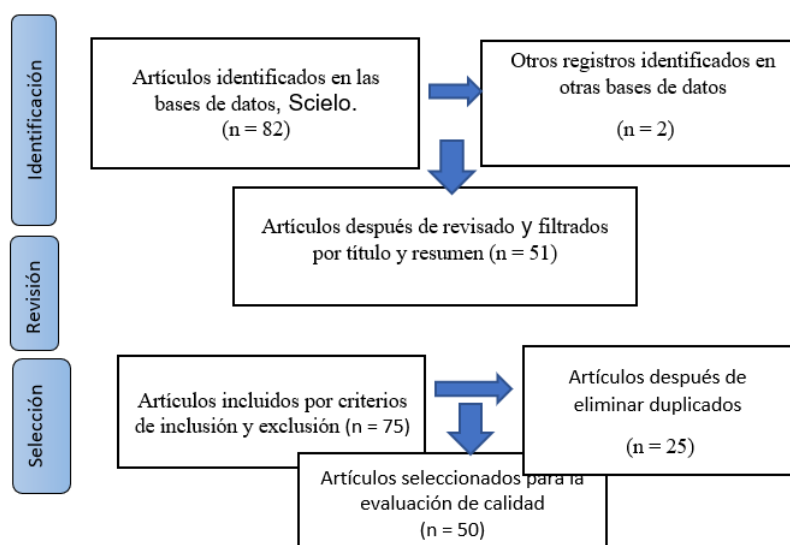 Identificación
Artículos identificados en las
bases de datos, Scielo.
(n = 82)
Otros registros identificados en
otras bases de datos
(n = 2)
Artículos después de revisado y filtrados
por título y resumen (n = 51)
Revisión
Selección
Artículos incluidos por criterios
de inclusión y exclusión (n = 75)
Artículos después de
eliminar duplicados
(n = 25)
Artículos seleccionados para la
evaluación de calidad
(n = 50)